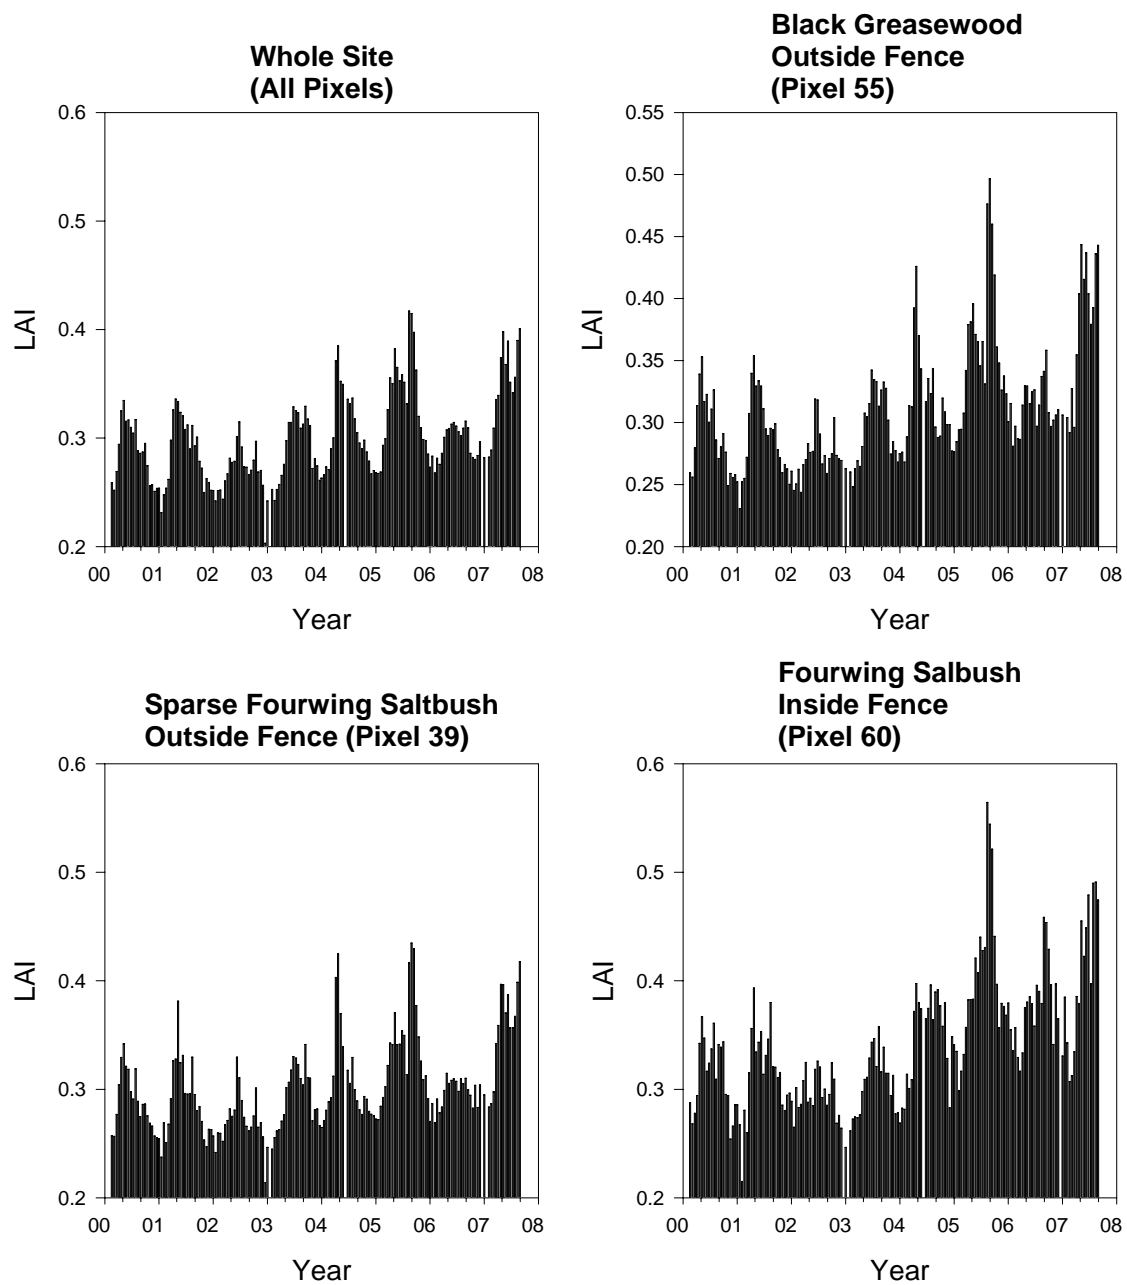 Whole Site
(All Pixels)
0.6
0.5
0.4
0.3
0.2
LAI
00 01 02 03 04 05 06 07 08
Year
Black Greasewood
Outside Fence
(Pixel 55)
0.55
0.50
0.45
0.40
0.35
0.30
0.25
0.20
LAI
00 01 02 03 04 05 06 07 08
Year
Sparse Fourwing Saltbush
Outside Fence (Pixel 39)
0.6
0.5
0.4
0.3
0.2
LAI
00 01 02 03 04 05 06 07 08
Year
Fourwing Salbush
Inside Fence
(Pixel 60)
0.6
0.5
0.4
0.3
0.2
LAI
00 01 02 03 04 05 06 07 08
Year